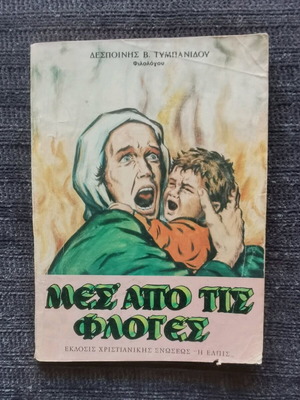 ΔΕΣΠΟΙΝΗΣ Β. ΤΥΜΠΑΝΙΔΟΥ
Φιλολόγου
ΜΕΣ' ΑΠΟ ΤΙΣ
ΦΛΟΓΕΣ
ΕΚΔΟΣΙΣ ΧΡΙΣΤΙΑΝΙΚΗΣ ΕΝΩΣΕΩΣ "Η ΕΛΠΙΣ"